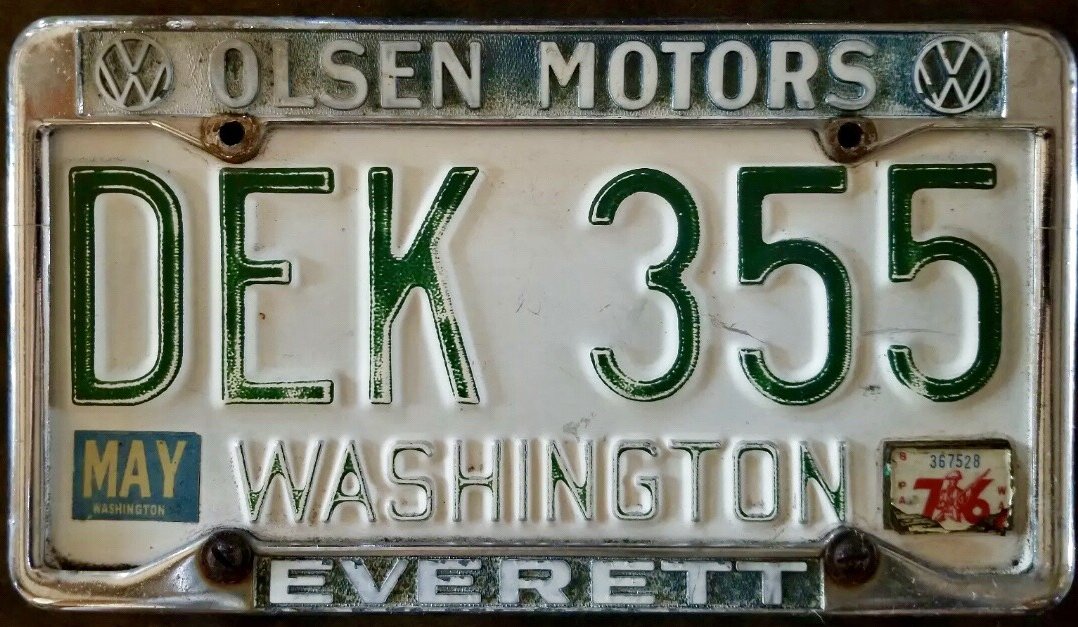 OLSEN MOTORS
DEK 355
MAY
WASHINGTON
WASHINGTON
367528
76
EVERETT